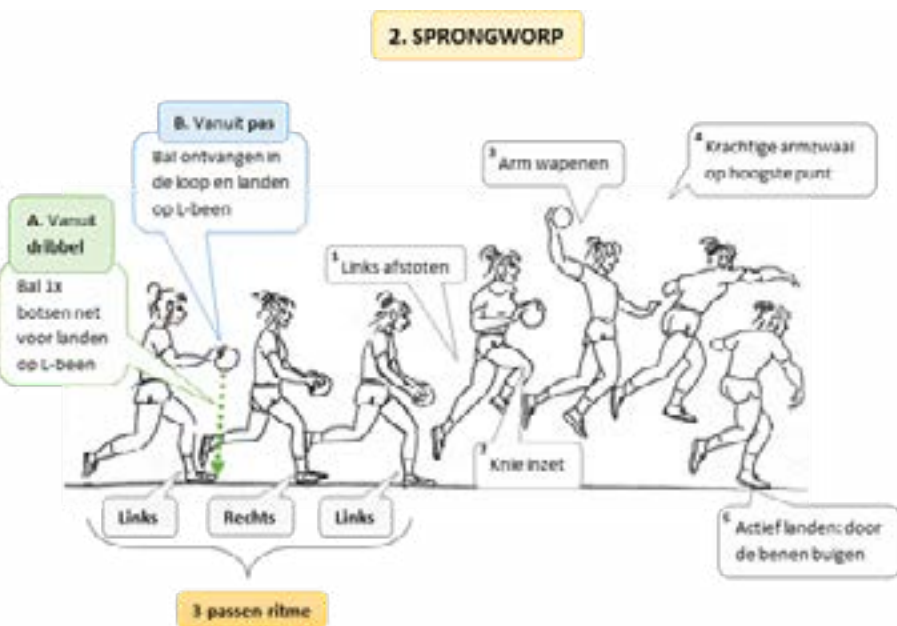 2. SPRONGWORP
B. Vanuit pas
Bal ontvangen in
de loop en landen
op L-been
A. Vanuit
dribbel
Bal 1x
botsen net
voor landen
op L-been
1 Links afstoten
2 Knie inzet
3 Arm wapenen
4 Krachtige armzwaai
op hoogste punt
5 Actief landen: door
de benen buigen
Links
Rechts
Links
3 passen ritme